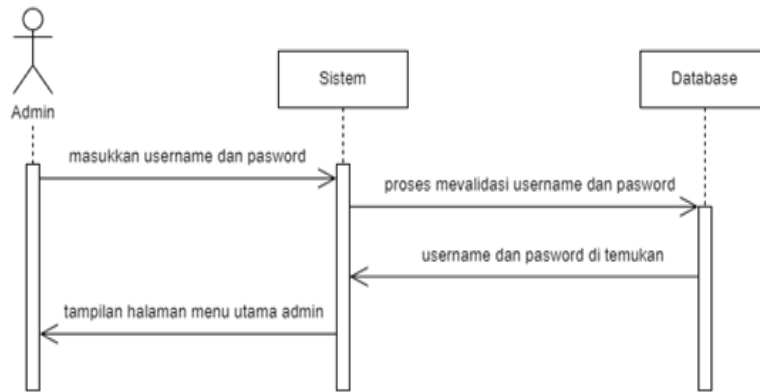 Sistem
Database
Admin
masukkan username dan pasword
proses mevalidasi username dan pasword
username dan pasword di temukan
tampilan halaman menu utama admin